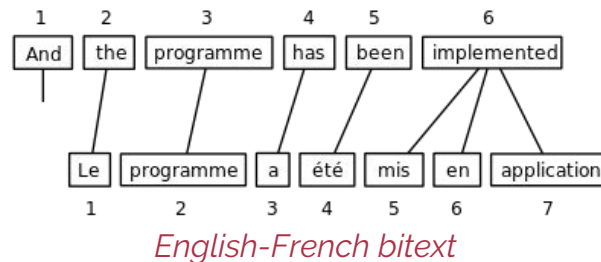 1 2 3 4 5 6
And the programme has been implemented
Le programme a été mis en application
1 2 3 4 5 6 7
English-French bitext